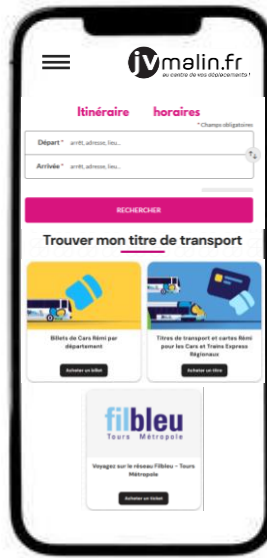 jvmalin.fr
au centre de vos déplacements !
Itinéraire horaires
* Champs obligatoires
Départ * arrêt, adresse, lieu...
Arrivée * arrêt, adresse, lieu...
RECHERCHER
Trouver mon titre de transport
Billets de Cars Rémi par
département
Acheter un billet
Titres de transport et cartes Rémi
pour les Cars et Trains Express
Régionaux
Acheter un titre
filbleu
Tours Métropole
Voyagez sur le réseau Filbleu - Tours
Métropole
Acheter un ticket